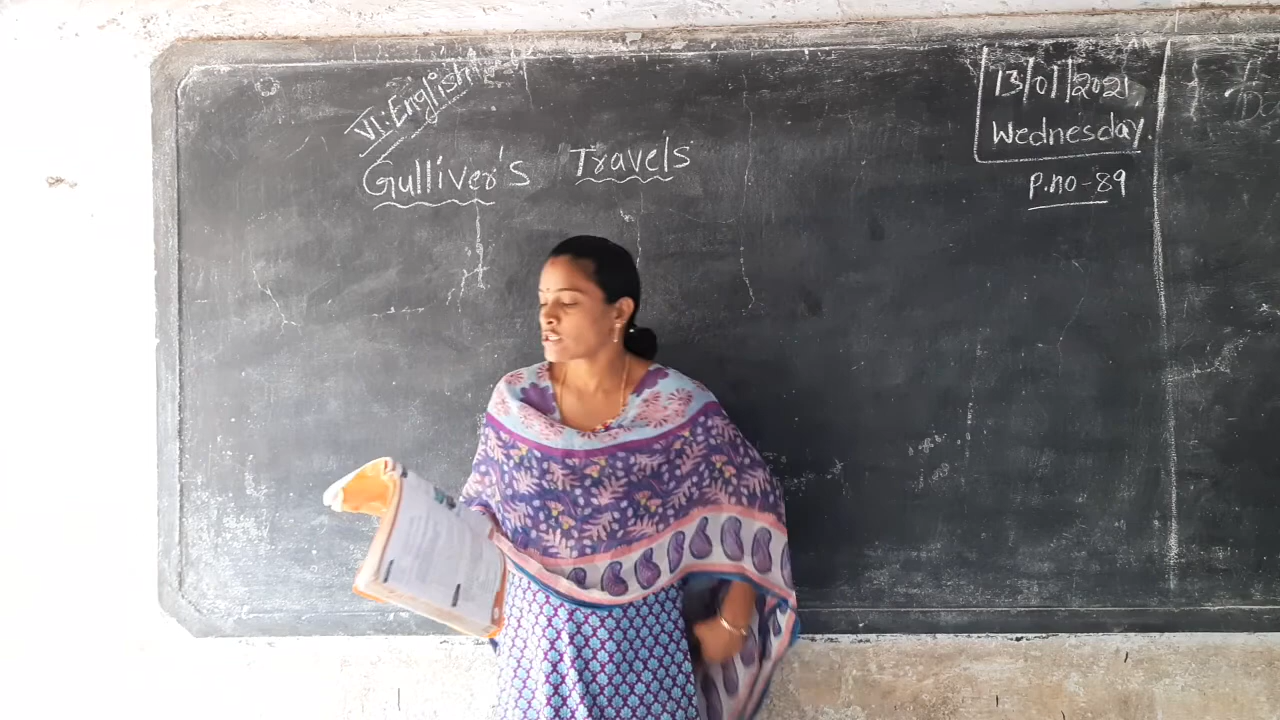 VI:English
Gulliver's Travels
13/01/2021.
Wednesday.
P.no-89